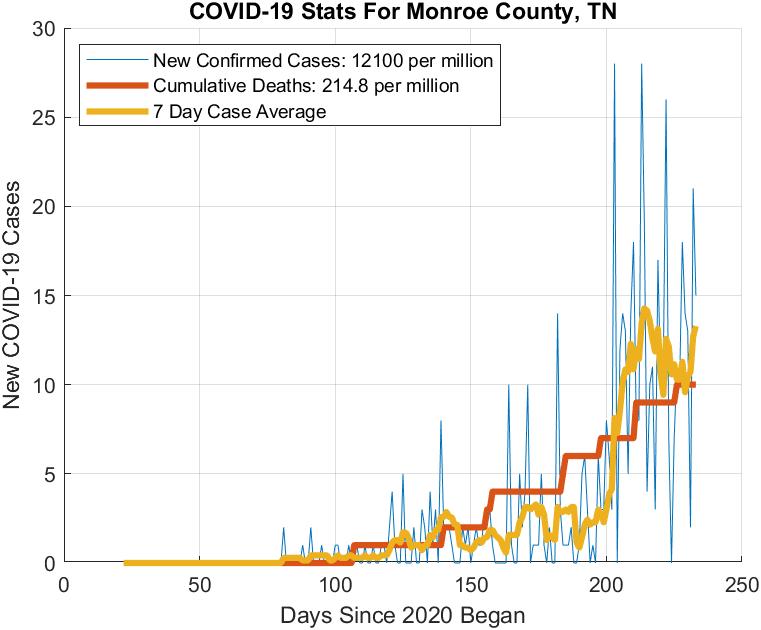 COVID-19 Stats For Monroe County, TN
30
25
20
15
10
5
0
New COVID-19 Cases
New Confirmed Cases: 12100 per million
Cumulative Deaths: 214.8 per million
7 Day Case Average
0 50 100 150 200 250
Days Since 2020 Began